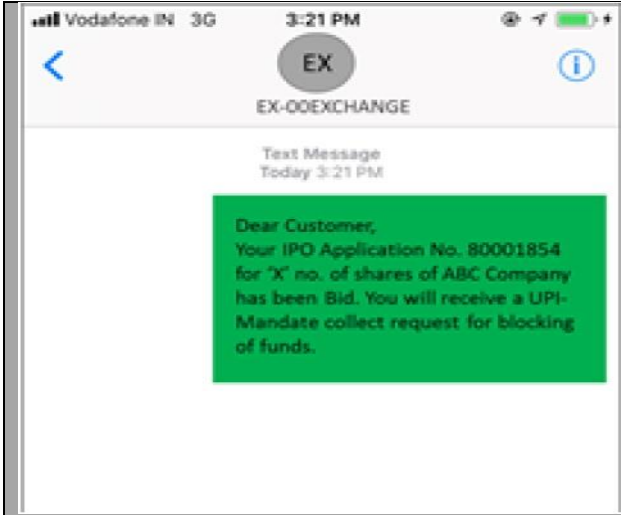 Vodafone IN 3G 3:21 PM
EX
EX-OOEXCHANGE
Text Message
Today 3:21 PM
Dear Customer,
Your IPO Application No. 80001854
for 'X' no. of shares of ABC Company
has been Bid. You will receive a UPI-
Mandate collect request for blocking
of funds.